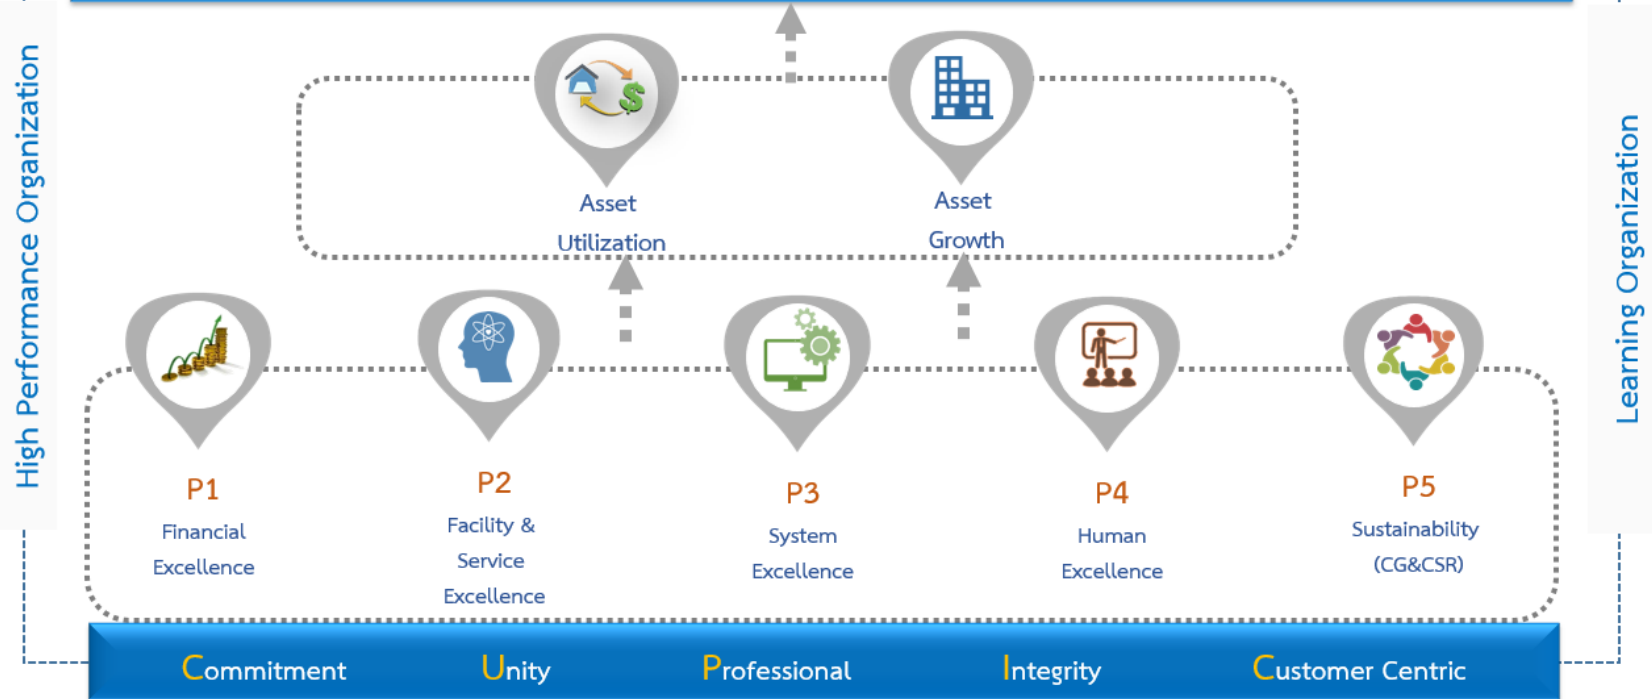 High Performance Organization
Learning Organization
Asset
Utilization
Asset
Growth
P1
Financial
Excellence
P2
Facility &
Service
Excellence
P3
System
Excellence
P4
Human
Excellence
P5
Sustainability
(CG&CSR)
Commitment Unity Professional Integrity Customer Centric